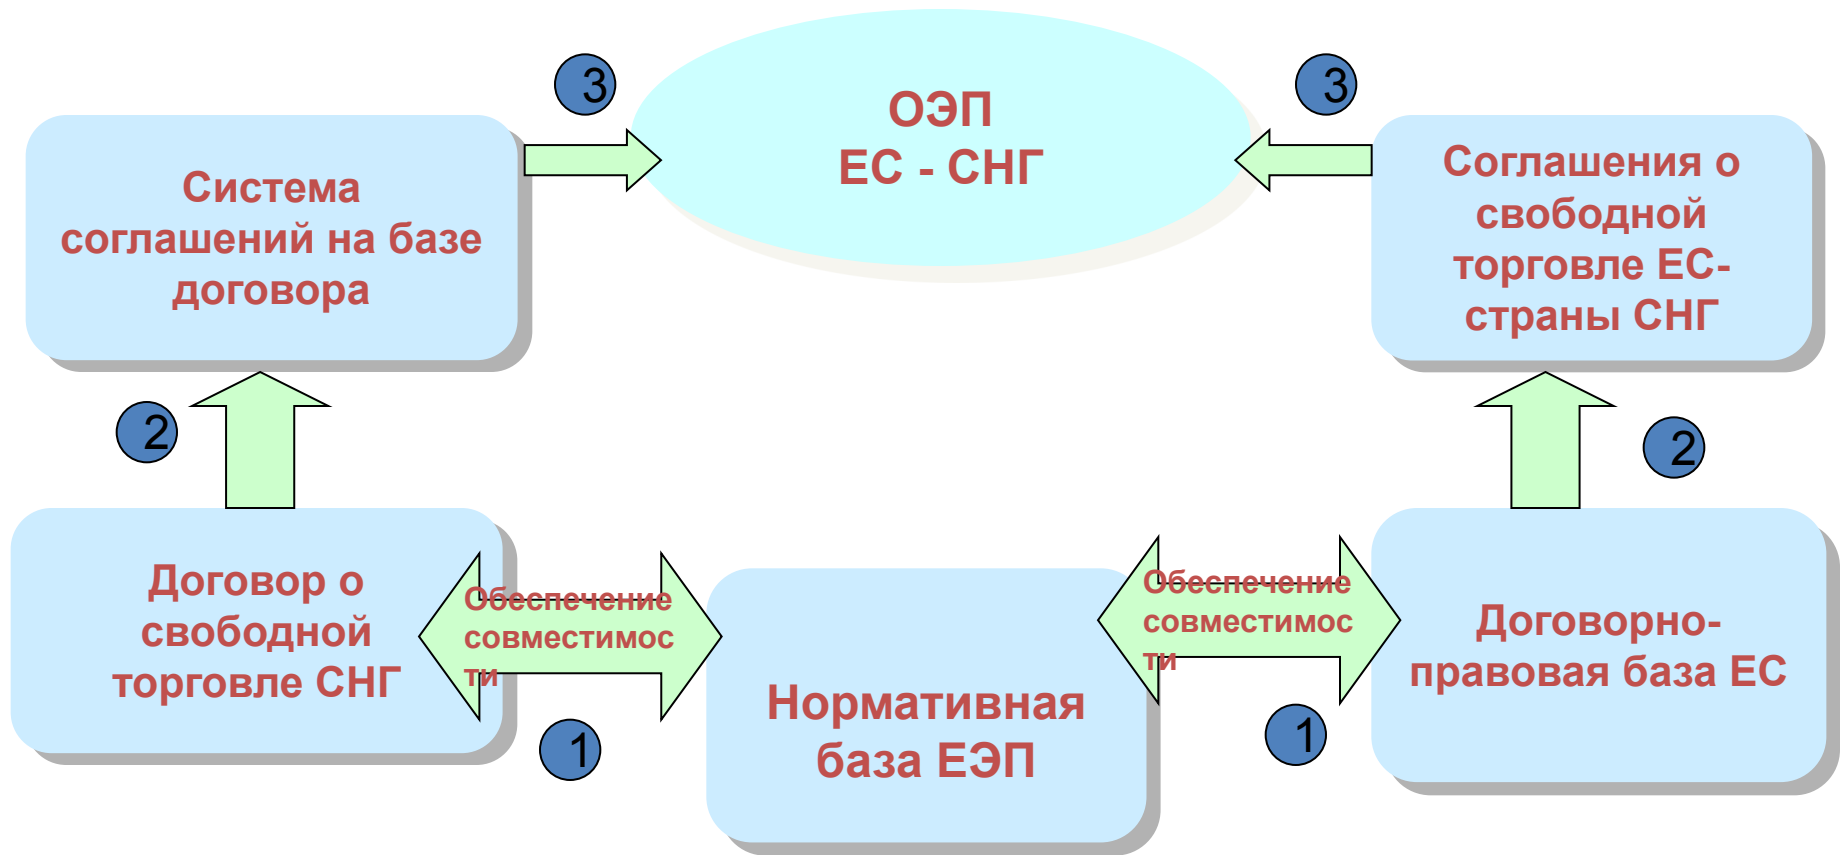 3
ОЭП
ЕС - СНГ
3
Система
соглашений на базе
договора
Соглашения о
свободной
торговле ЕС-
страны СНГ
2
2
Договор о
свободной
торговле СНГ
Обеспечение
совместимос
ти
1
Нормативная
база ЕЭП
Обеспечение
совместимос
ти
1
Договорно-
правовая база ЕС